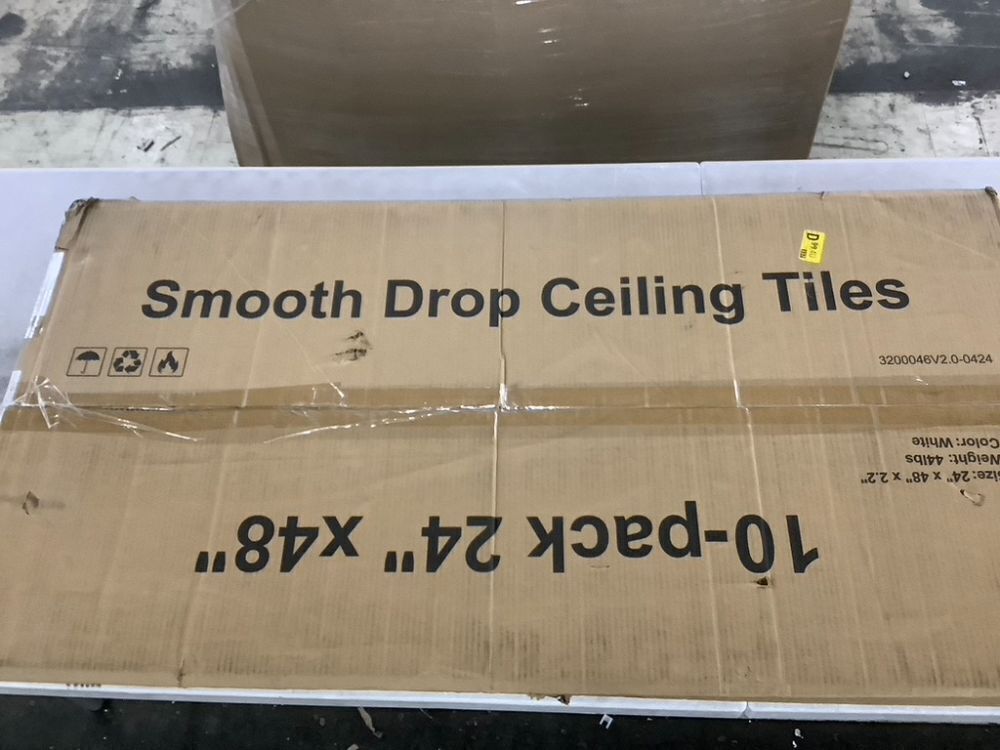 Smooth Drop Ceiling Tiles
3200046V2.0-0424
Size: 24" x 48" x 2.2"
Weight: 44lbs
Color: White
10-pack 24" x48"